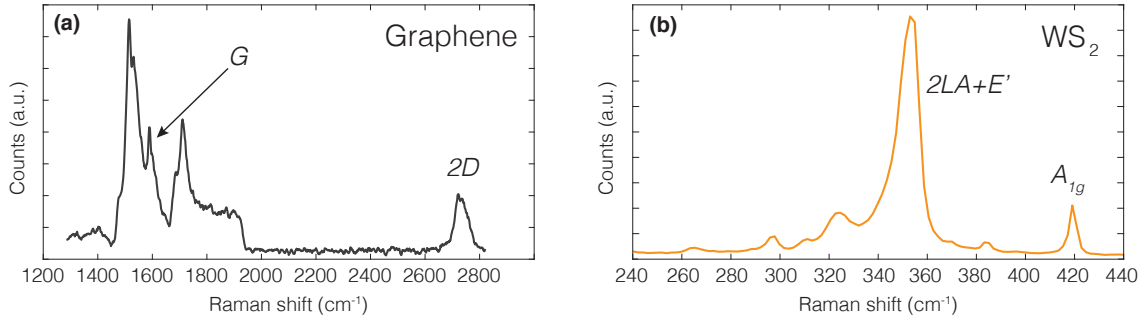 (a)
Graphene
G
2D
Counts (a.u.)
1200 1400 1600 1800 2000 2200 2400 2600 2800
Raman shift (cm⁻¹)
(b)
WS₂
2LA+E’
A₁g
Counts (a.u.)
240 260 280 300 320 340 360 380 400 420 440
Raman shift (cm⁻¹)